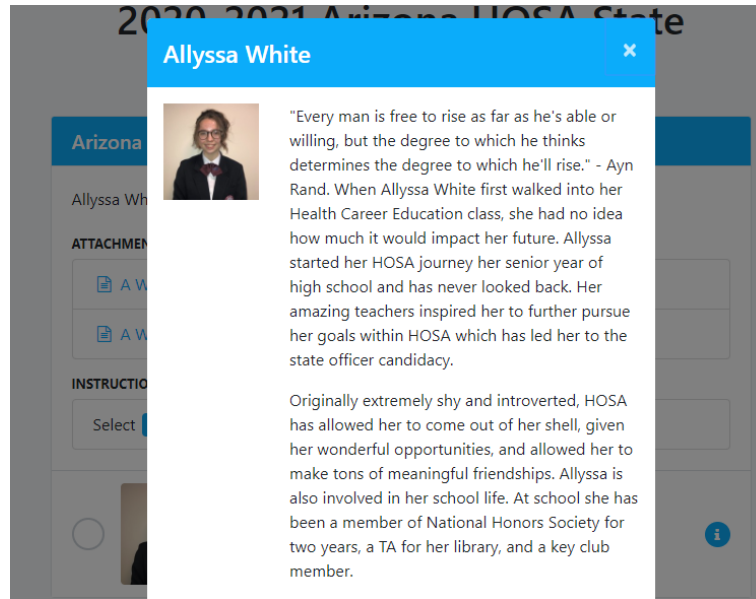 2020-2021 Arizona HOSA State
Allyssa White ×
Arizona
Allyssa Wh
ATTACHMEN
A W
A W
INSTRUCTIO
Select
"Every man is free to rise as far as he's able or
willing, but the degree to which he thinks
determines the degree to which he'll rise." - Ayn
Rand. When Allyssa White first walked into her
Health Career Education class, she had no idea
how much it would impact her future. Allyssa
started her HOSA journey her senior year of
high school and has never looked back. Her
amazing teachers inspired her to further pursue
her goals within HOSA which has led her to the
state officer candidacy.
Originally extremely shy and introverted, HOSA
has allowed her to come out of her shell, given
her wonderful opportunities, and allowed her to
make tons of meaningful friendships. Allyssa is
also involved in her school life. At school she has
been a member of National Honors Society for
two years, a TA for her library, and a key club
member.